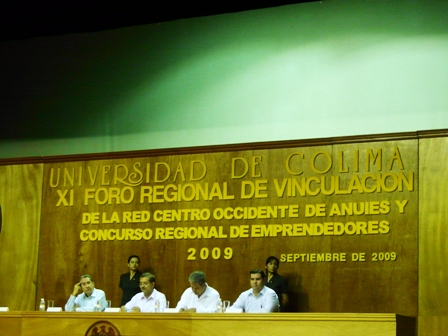 UNIVERSIDAD DE COLIMA
XI FORO REGIONAL DE VINCULACION
DE LA RED CENTRO OCCIDENTE DE ANUIES Y
CONCURSO REGIONAL DE EMPRENDEDORES
2009 SEPTIEMBRE DE 2009